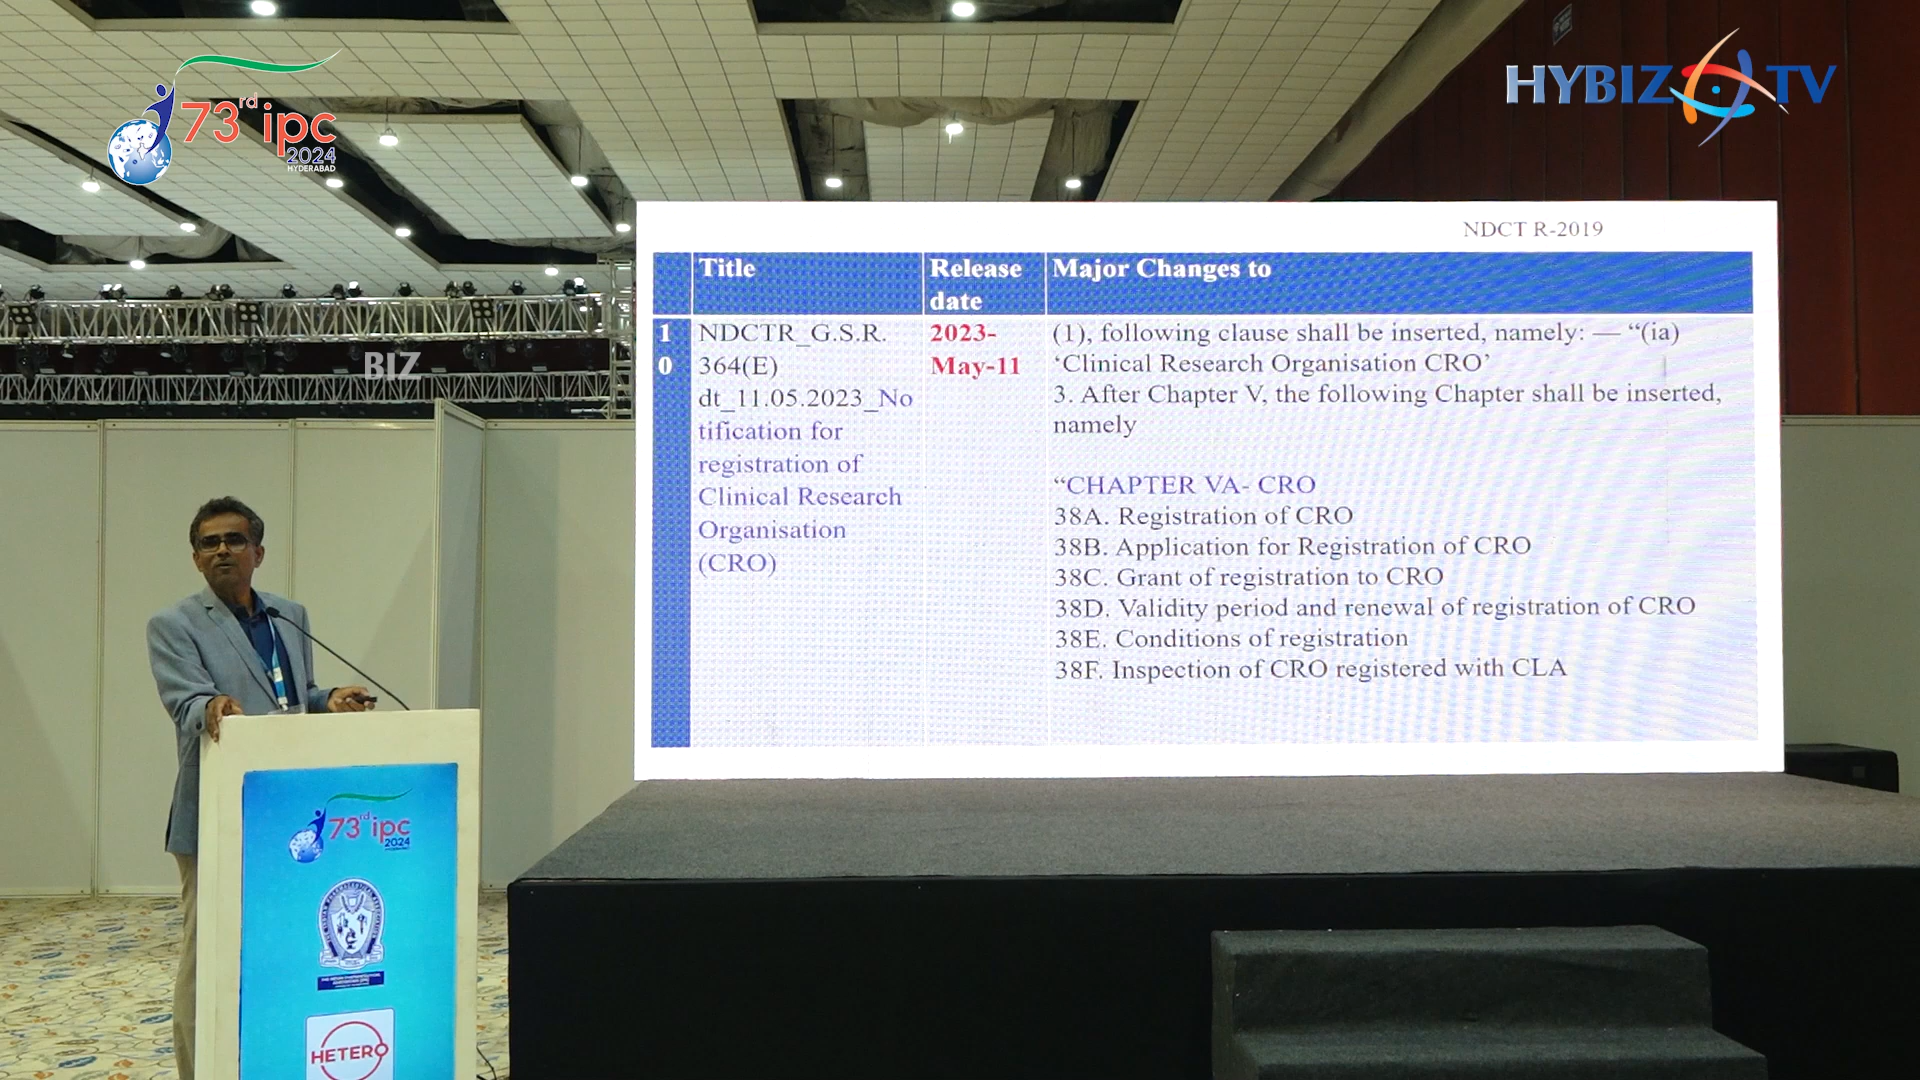 73rd ipc
2024
HYDERABAD
HYBIZ TV
BIZ
NDCT R-2019
Title
Release
date
Major Changes to
1
0
NDCTR_G.S.R.
364(E)
dt_11.05.2023_No
tification for
registration of
Clinical Research
Organisation
(CRO)
2023-
May-11
(1), following clause shall be inserted, namely: — “(ia)
‘Clinical Research Organisation CRO’
3. After Chapter V, the following Chapter shall be inserted,
namely
“CHAPTER VA- CRO
38A. Registration of CRO
38B. Application for Registration of CRO
38C. Grant of registration to CRO
38D. Validity period and renewal of registration of CRO
38E. Conditions of registration
38F. Inspection of CRO registered with CLA
73rd ipc
2024
HETERO